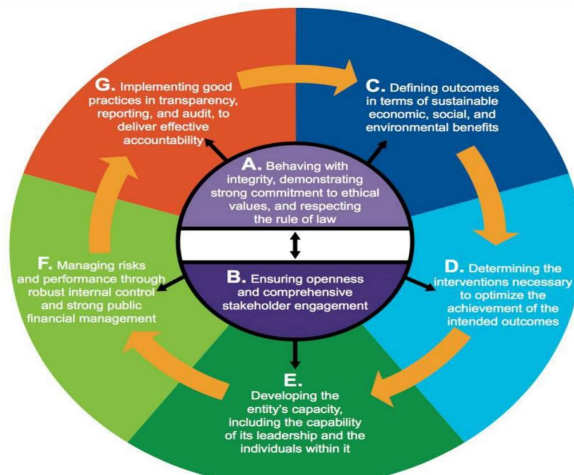 G. Implementing good
practices in transparency,
reporting, and audit, to
deliver effective
accountability
C. Defining outcomes
in terms of sustainable
economic, social, and
environmental benefits
A. Behaving with
integrity, demonstrating
strong commitment to ethical
values, and respecting
the rule of law
F. Managing risks
and performance through
robust internal control
and strong public
financial management
B. Ensuring openness
and comprehensive
stakeholder engagement
D. Determining the
interventions necessary
to optimize the
achievement of the
intended outcomes
E.
Developing the
entity's capacity,
including the capability
of its leadership and the
individuals within it